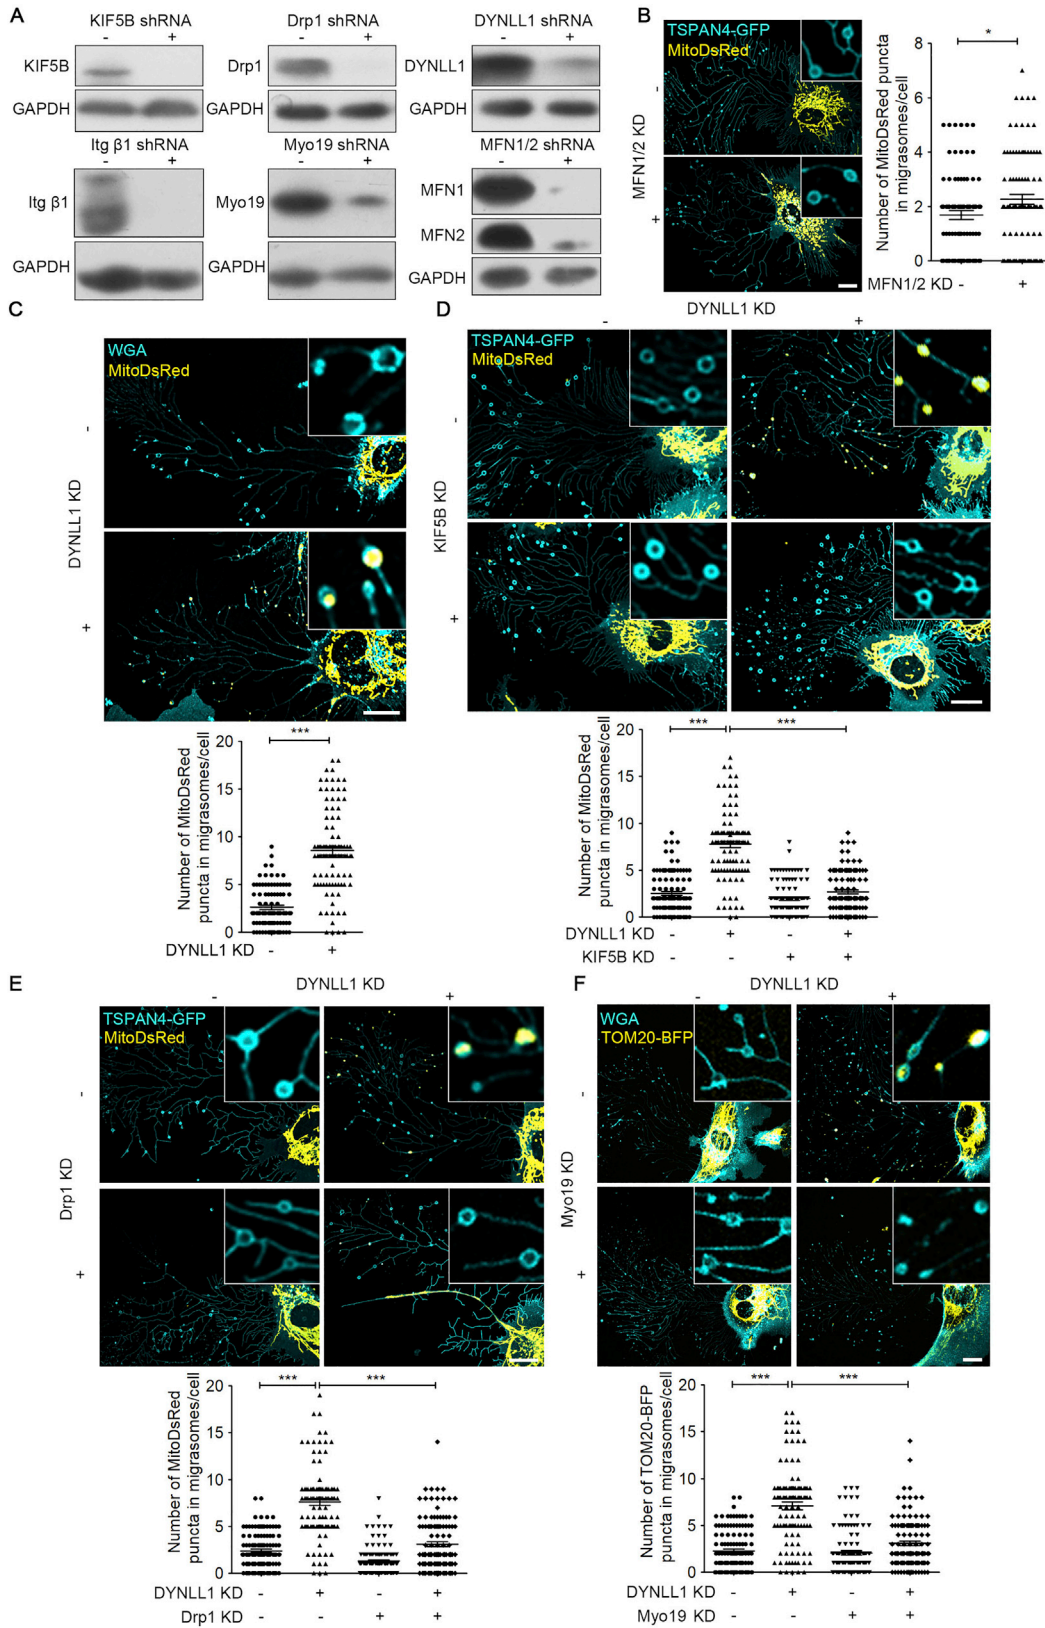 A
KIF5B shRNA
- +
KIF5B
GAPDH
Drp1 shRNA
- +
Drp1
GAPDH
DYNLL1 shRNA
- +
DYNLL1
GAPDH
Itg β1 shRNA
- +
Itg β1
GAPDH
Myo19 shRNA
- +
Myo19
GAPDH
MFN1/2 shRNA
- +
MFN1
MFN2
GAPDH
B
TSPAN4-GFP
MitoDsRed
MFN1/2 KD
-
+
Number of MitoDsRed puncta
in migrasomes/cell
8
6
4
2
0
*
MFN1/2 KD - +
C
WGA
MitoDsRed
DYNLL1 KD
-
+
Number of MitoDsRed
puncta in migrasomes/cell
20
15
10
5
0
***
DYNLL1 KD - +
D
DYNLL1 KD
- +
TSPAN4-GFP
MitoDsRed
KIF5B KD
-
+
Number of MitoDsRed
puncta in migrasomes/cell
20
15
10
5
0
*** ***
DYNLL1 KD - + - +
KIF5B KD - - + +
E
DYNLL1 KD
- +
TSPAN4-GFP
MitoDsRed
Drp1 KD
-
+
Number of MitoDsRed
puncta in migrasomes/cell
20
15
10
5
0
*** ***
DYNLL1 KD - + - +
Drp1 KD - - + +
F
DYNLL1 KD
- +
WGA
TOM20-BFP
Myo19 KD
-
+
Number of TOM20-BFP
puncta in migrasomes/cell
20
15
10
5
0
*** ***
DYNLL1 KD - + - +
Myo19 KD - - + +